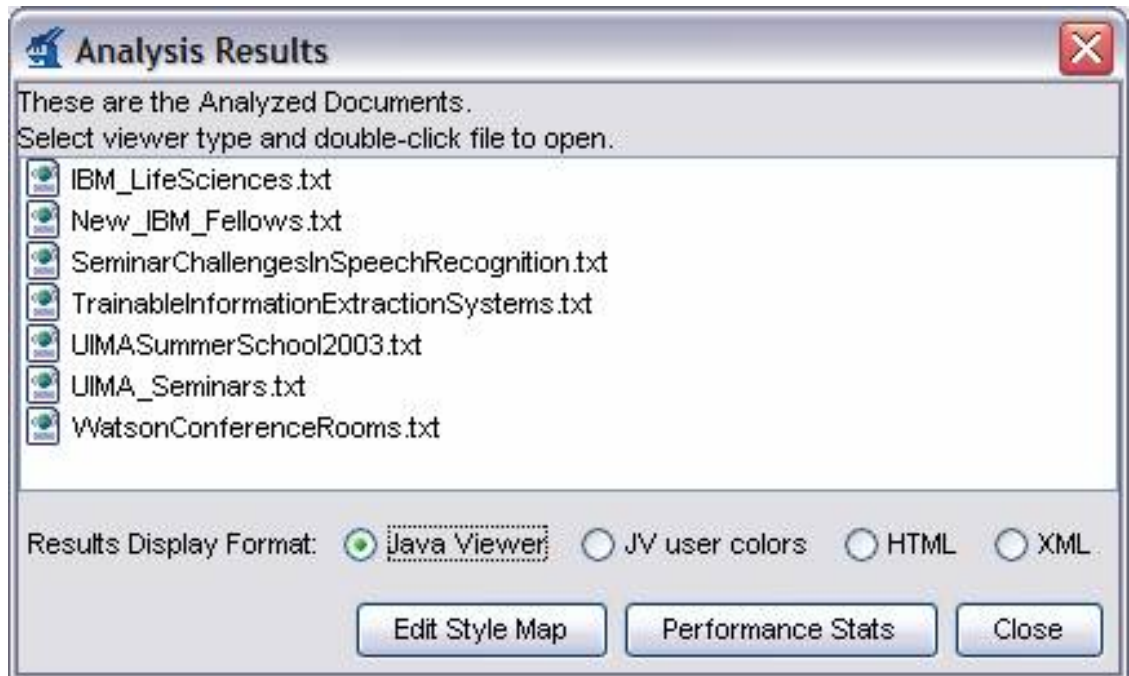 Analysis Results
These are the Analyzed Documents.
Select viewer type and double-click file to open.
IBM_LifeSciences.txt
New_IBM_Fellows.txt
SeminarChallengesInSpeechRecognition.txt
TrainableInformationExtractionSystems.txt
UIMASummerSchool2003.txt
UIMA_Seminars.txt
WatsonConferenceRooms.txt
Results Display Format: Java Viewer JV user colors HTML XML
Edit Style Map Performance Stats Close